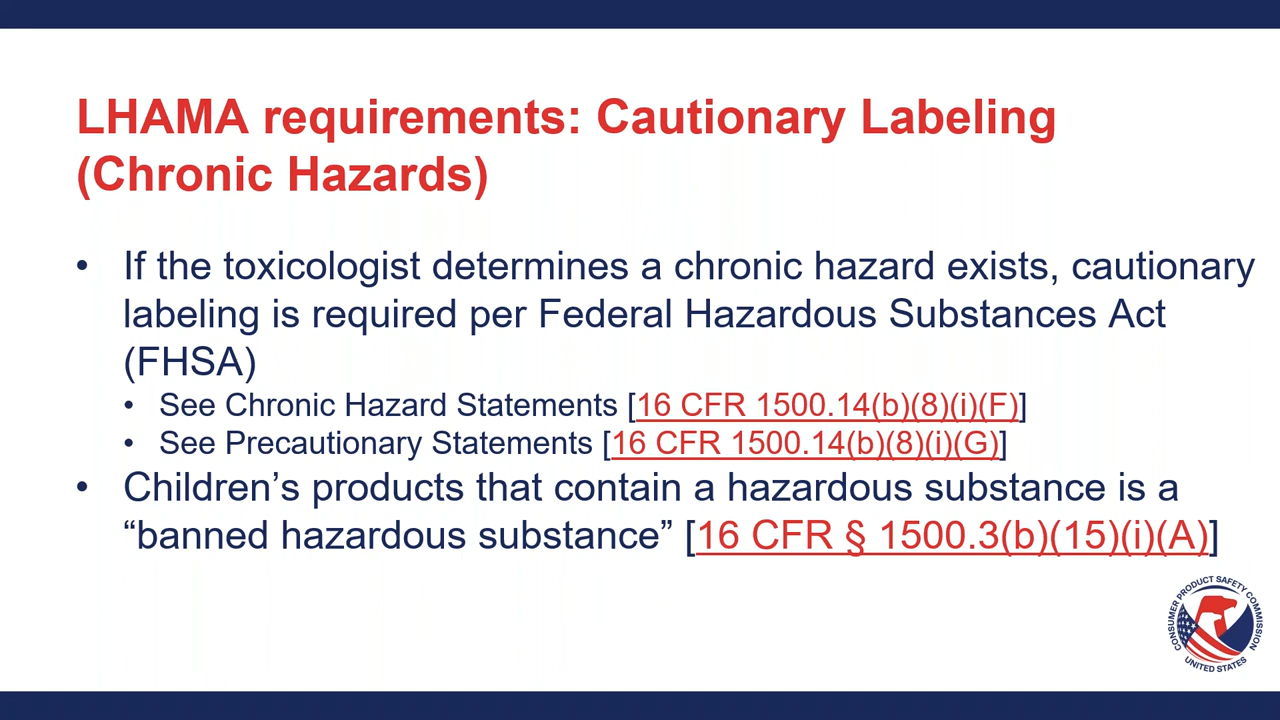 LHAMA requirements: Cautionary Labeling
(Chronic Hazards)
• If the toxicologist determines a chronic hazard exists, cautionary
labeling is required per Federal Hazardous Substances Act
(FHSA)
• See Chronic Hazard Statements [16 CFR 1500.14(b)(8)(i)(F)]
• See Precautionary Statements [16 CFR 1500.14(b)(8)(i)(G)]
• Children’s products that contain a hazardous substance is a
“banned hazardous substance” [16 CFR § 1500.3(b)(15)(i)(A)]
CONSUMER PRODUCT SAFETY COMMISSION
UNITED STATES